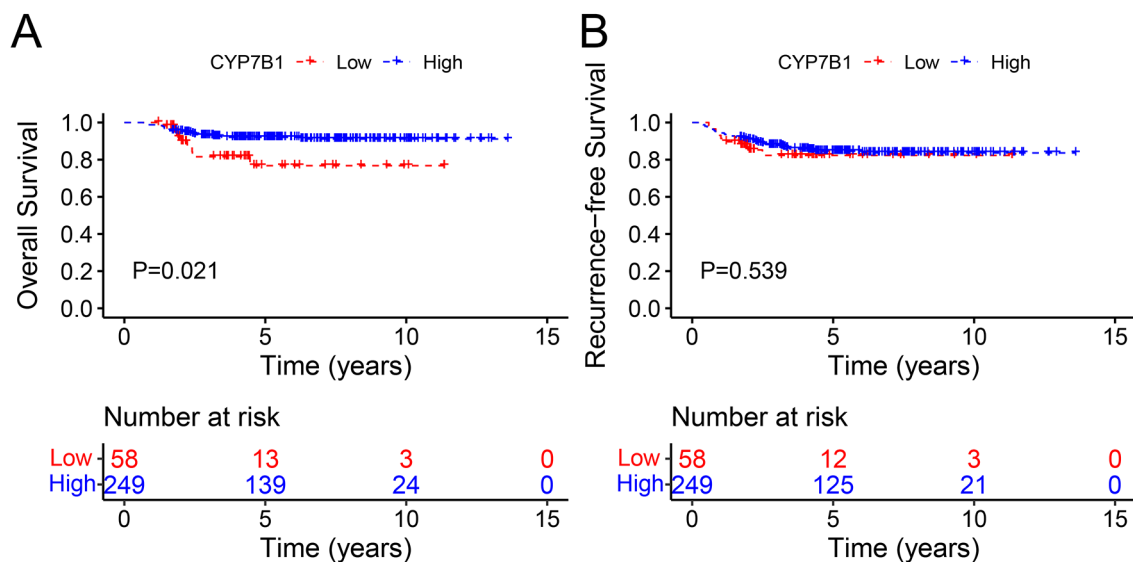 A
CYP7B1 Low High
Overall Survival
1.0
0.8
0.6
0.4
0.2
0.0
P=0.021
0 5 10 15
Time (years)
Number at risk
Low 58 13 3 0
High 249 139 24 0
0 5 10 15
Time (years)
B
CYP7B1 Low High
Recurrence−free Survival
1.0
0.8
0.6
0.4
0.2
0.0
P=0.539
0 5 10 15
Time (years)
Number at risk
Low 58 12 3 0
High 249 125 21 0
0 5 10 15
Time (years)